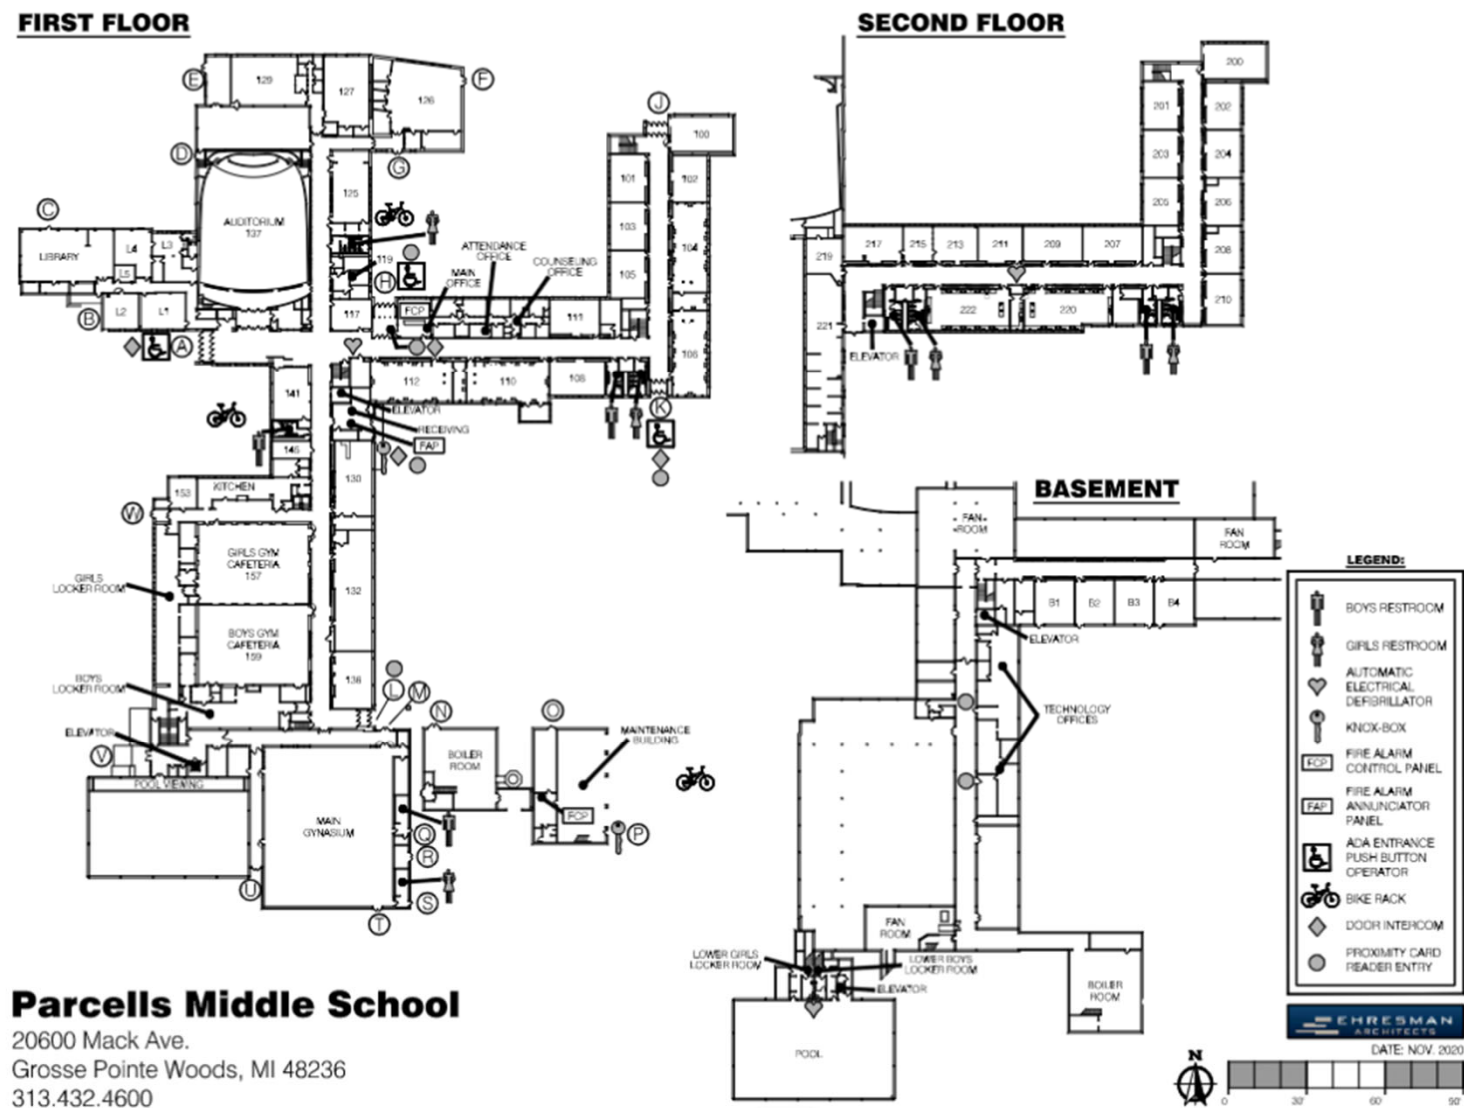 FIRST FLOOR
E
129
127
126
F
D
G
125
AUDITORIUM
137
C
LIBRARY
L4
L3
L5
L2
L1
B
A
119
H
117
FCP
MAIN
OFFICE
ATTENDANCE
OFFICE
COUNSELING
OFFICE
111
J
100
101
102
103
104
105
106
112
110
108
K
ELEVATOR
RECEIVING
FAP
141
146
130
153
KITCHEN
W
GIRLS GYM
CAFETERIA
157
GIRLS
LOCKER ROOM
132
BOYS GYM
CAFETERIA
159
BOYS
LOCKER ROOM
136
L
M
N
O
ELEVATOR
V
POOL VIEWING
BOILER
ROOM
MAINTENANCE
BUILDING
MAIN
GYNASIUM
FCP
P
Q
R
S
U
T
SECOND FLOOR
200
201
202
203
204
205
206
217
215
213
211
209
207
208
219
210
222
220
221
ELEVATOR
BASEMENT
FAN
ROOM
FAN
ROOM
B1
B2
B3
B4
ELEVATOR
TECHNOLOGY
OFFICES
FAN
ROOM
LOWER GIRLS
LOCKER ROOM
LOWER BOYS
LOCKER ROOM
ELEVATOR
BOILER
ROOM
POOL
LEGEND:
BOYS RESTROOM
GIRLS RESTROOM
AUTOMATIC
ELECTRICAL
DEFIBRILLATOR
KNOX-BOX
FCP
FIRE ALARM
CONTROL PANEL
FAP
FIRE ALARM
ANNUNCIATOR
PANEL
ADA ENTRANCE
PUSH BUTTON
OPERATOR
BIKE RACK
DOOR INTERCOM
PROXIMITY CARD
READER ENTRY
EHRESMAN
ARCHITECTS
DATE: NOV. 2020
N
0 30' 60' 90'
Parcells Middle School
20600 Mack Ave.
Grosse Pointe Woods, MI 48236
313.432.4600